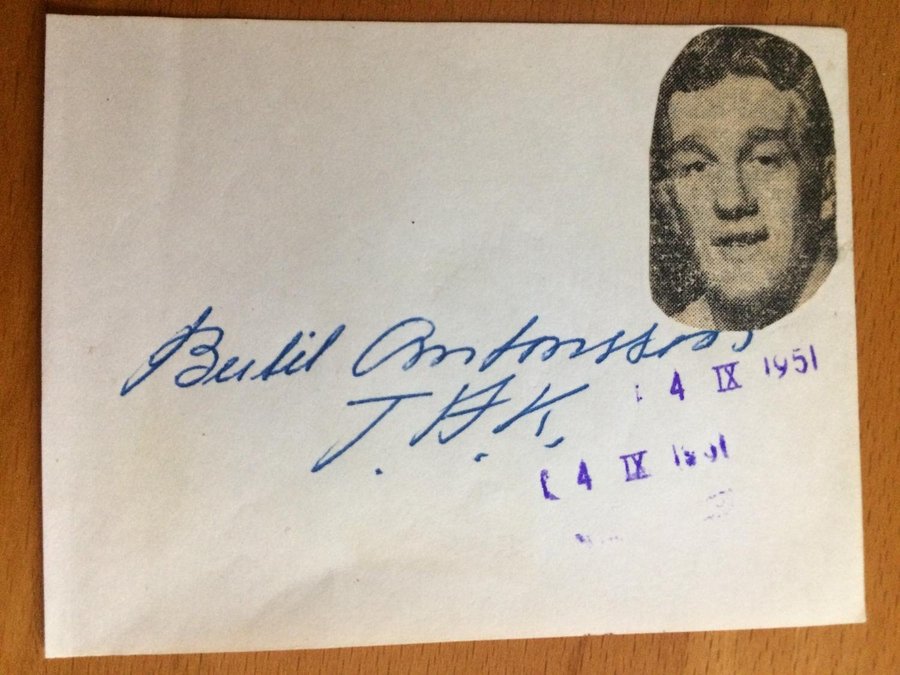 Bertil Antonsson
T.A.K.
4 IX 1951
4 IX 1951